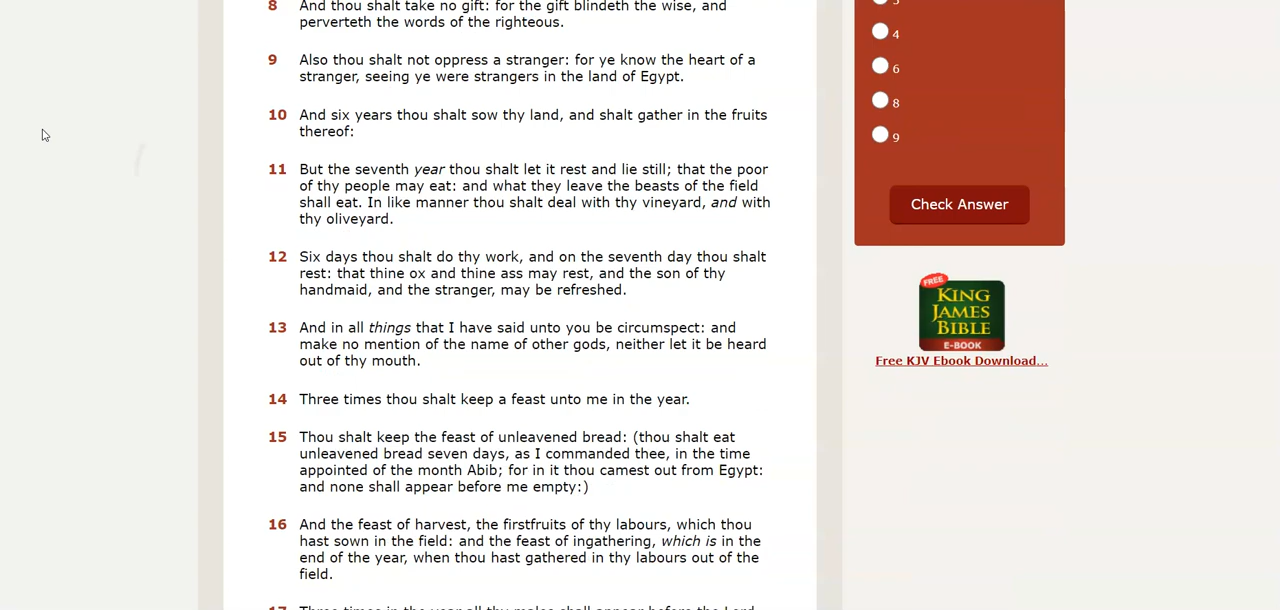 8 And thou shalt take no gift: for the gift blindeth the wise, and
perverteth the words of the righteous.
9 Also thou shalt not oppress a stranger: for ye know the heart of a
stranger, seeing ye were strangers in the land of Egypt.
10 And six years thou shalt sow thy land, and shalt gather in the fruits
thereof:
11 But the seventh year thou shalt let it rest and lie still; that the poor
of thy people may eat: and what they leave the beasts of the field
shall eat. In like manner thou shalt deal with thy vineyard, and with
thy oliveyard.
12 Six days thou shalt do thy work, and on the seventh day thou shalt
rest: that thine ox and thine ass may rest, and the son of thy
handmaid, and the stranger, may be refreshed.
13 And in all things that I have said unto you be circumspect: and
make no mention of the name of other gods, neither let it be heard
out of thy mouth.
14 Three times thou shalt keep a feast unto me in the year.
15 Thou shalt keep the feast of unleavened bread: (thou shalt eat
unleavened bread seven days, as I commanded thee, in the time
appointed of the month Abib; for in it thou camest out from Egypt:
and none shall appear before me empty:)
16 And the feast of harvest, the firstfruits of thy labours, which thou
hast sown in the field: and the feast of ingathering, which is in the
end of the year, when thou hast gathered in thy labours out of the
field.
17 Three times in the year all thy males shall appear before the Lord
4
6
8
9
Check Answer
FREE
KING
JAMES
BIBLE
E-BOOK
Free KJV Ebook Download...